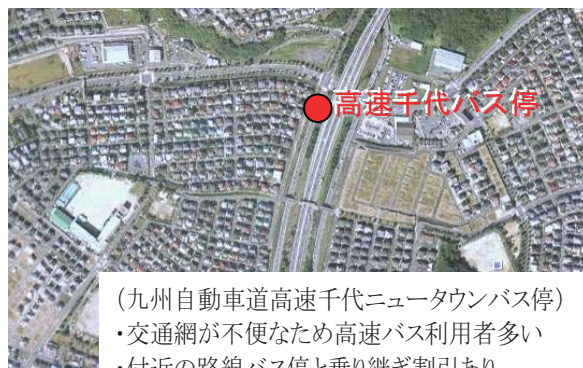 高速千代バス停
(九州自動車道高速千代ニュータウンバス停)
・交通網が不便なため高速バス利用者多い
・付近の路線バス停と乗り継ぎ割引あり